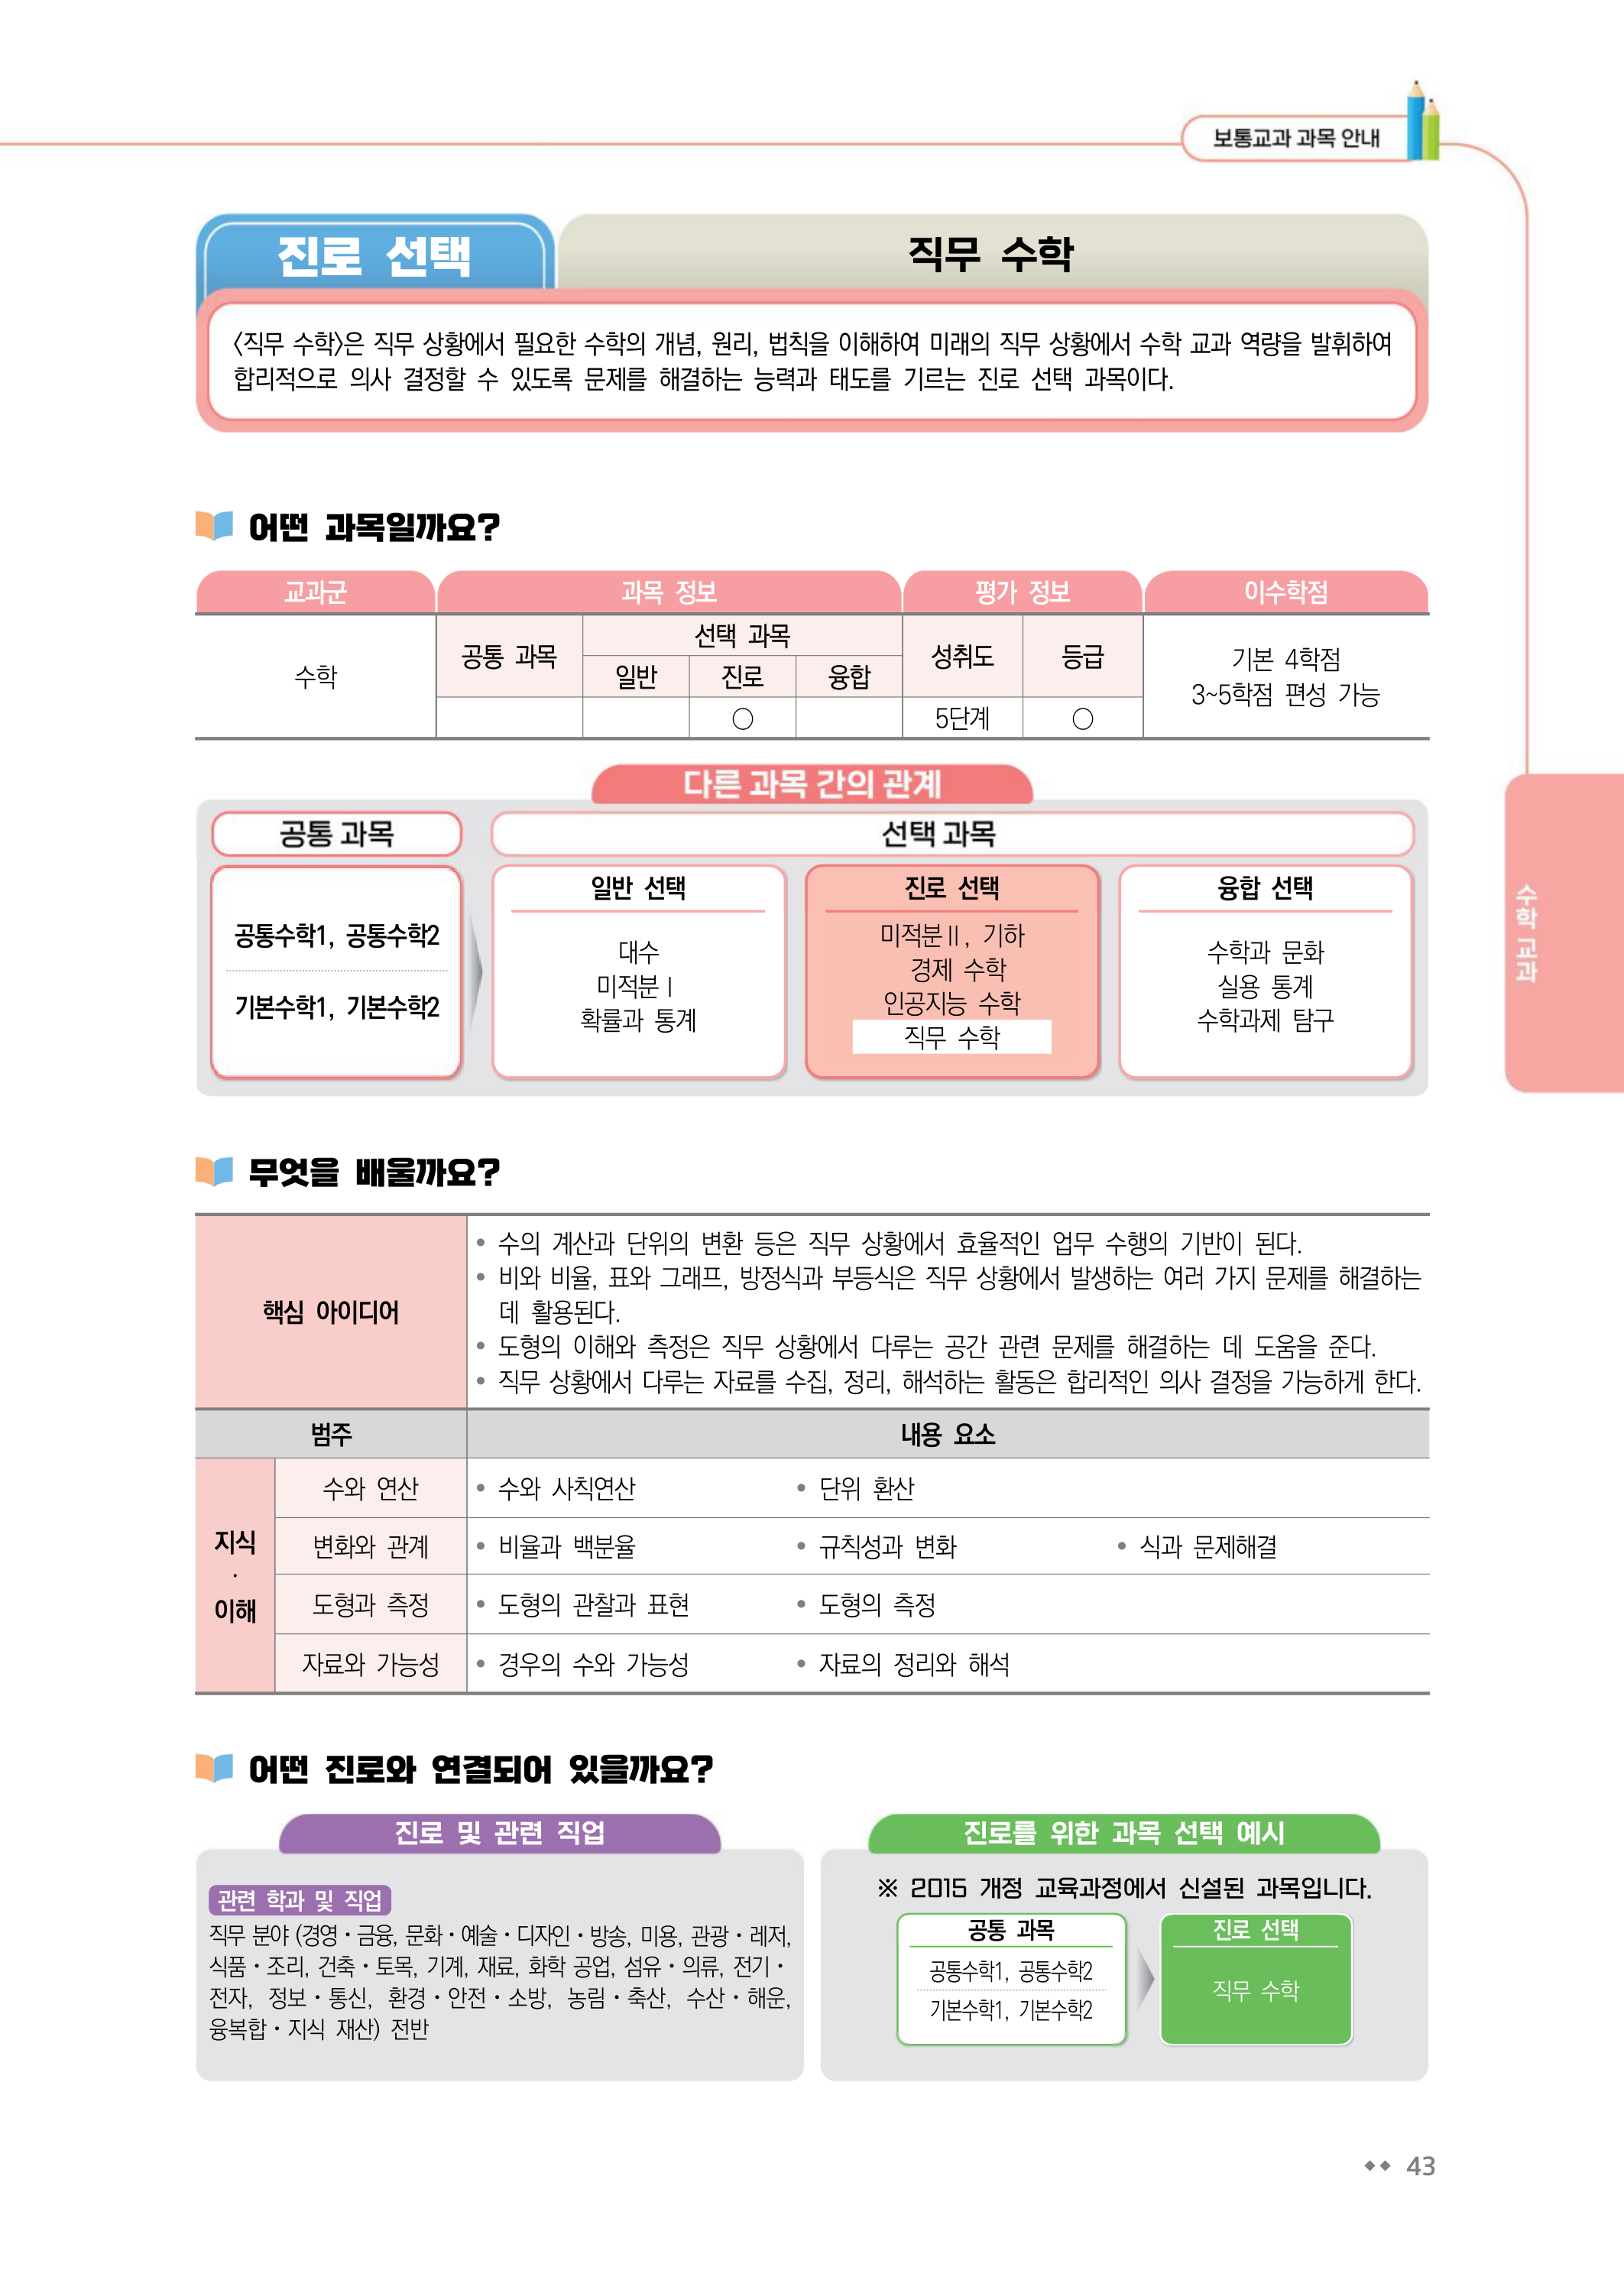 보통교과 과목 안내
진로 선택
직무 수학
〈직무 수학〉은 직무 상황에서 필요한 수학의 개념, 원리, 법칙을 이해하여 미래의 직무 상황에서 수학 교과 역량을 발휘하여
합리적으로 의사 결정할 수 있도록 문제를 해결하는 능력과 태도를 기르는 진로 선택 과목이다.
어떤 과목일까요?
교과군 과목 정보 평가 정보 이수학점
수학 공통 과목 선택 과목 성취도 등급 기본 4학점
일반 진로 융합 3~5학점 편성 가능
○ 5단계 ○
다른 과목 간의 관계
공통 과목 선택 과목
공통수학1, 공통수학2
기본수학1, 기본수학2
일반 선택
대수
미적분Ⅰ
확률과 통계
진로 선택
미적분Ⅱ, 기하
경제 수학
인공지능 수학
직무 수학
융합 선택
수학과 문화
실용 통계
수학과제 탐구
수학 교과
무엇을 배울까요?
핵심 아이디어
• 수의 계산과 단위의 변환 등은 직무 상황에서 효율적인 업무 수행의 기반이 된다.
• 비와 비율, 표와 그래프, 방정식과 부등식은 직무 상황에서 발생하는 여러 가지 문제를 해결하는
데 활용된다.
• 도형의 이해와 측정은 직무 상황에서 다루는 공간 관련 문제를 해결하는 데 도움을 준다.
• 직무 상황에서 다루는 자료를 수집, 정리, 해석하는 활동은 합리적인 의사 결정을 가능하게 한다.
범주 내용 요소
지식
·
이해
수와 연산 • 수와 사칙연산 • 단위 환산
변화와 관계 • 비율과 백분율 • 규칙성과 변화 • 식과 문제해결
도형과 측정 • 도형의 관찰과 표현 • 도형의 측정
자료와 가능성 • 경우의 수와 가능성 • 자료의 정리와 해석
어떤 진로와 연결되어 있을까요?
진로 및 관련 직업
관련 학과 및 직업
직무 분야 (경영・금융, 문화・예술・디자인・방송, 미용, 관광・레저,
식품・조리, 건축・토목, 기계, 재료, 화학 공업, 섬유・의류, 전기・
전자, 정보・통신, 환경・안전・소방, 농림・축산, 수산・해운,
융복합・지식 재산) 전반
진로를 위한 과목 선택 예시
※ 2015 개정 교육과정에서 신설된 과목입니다.
공통 과목
공통수학1, 공통수학2
기본수학1, 기본수학2
진로 선택
직무 수학
43